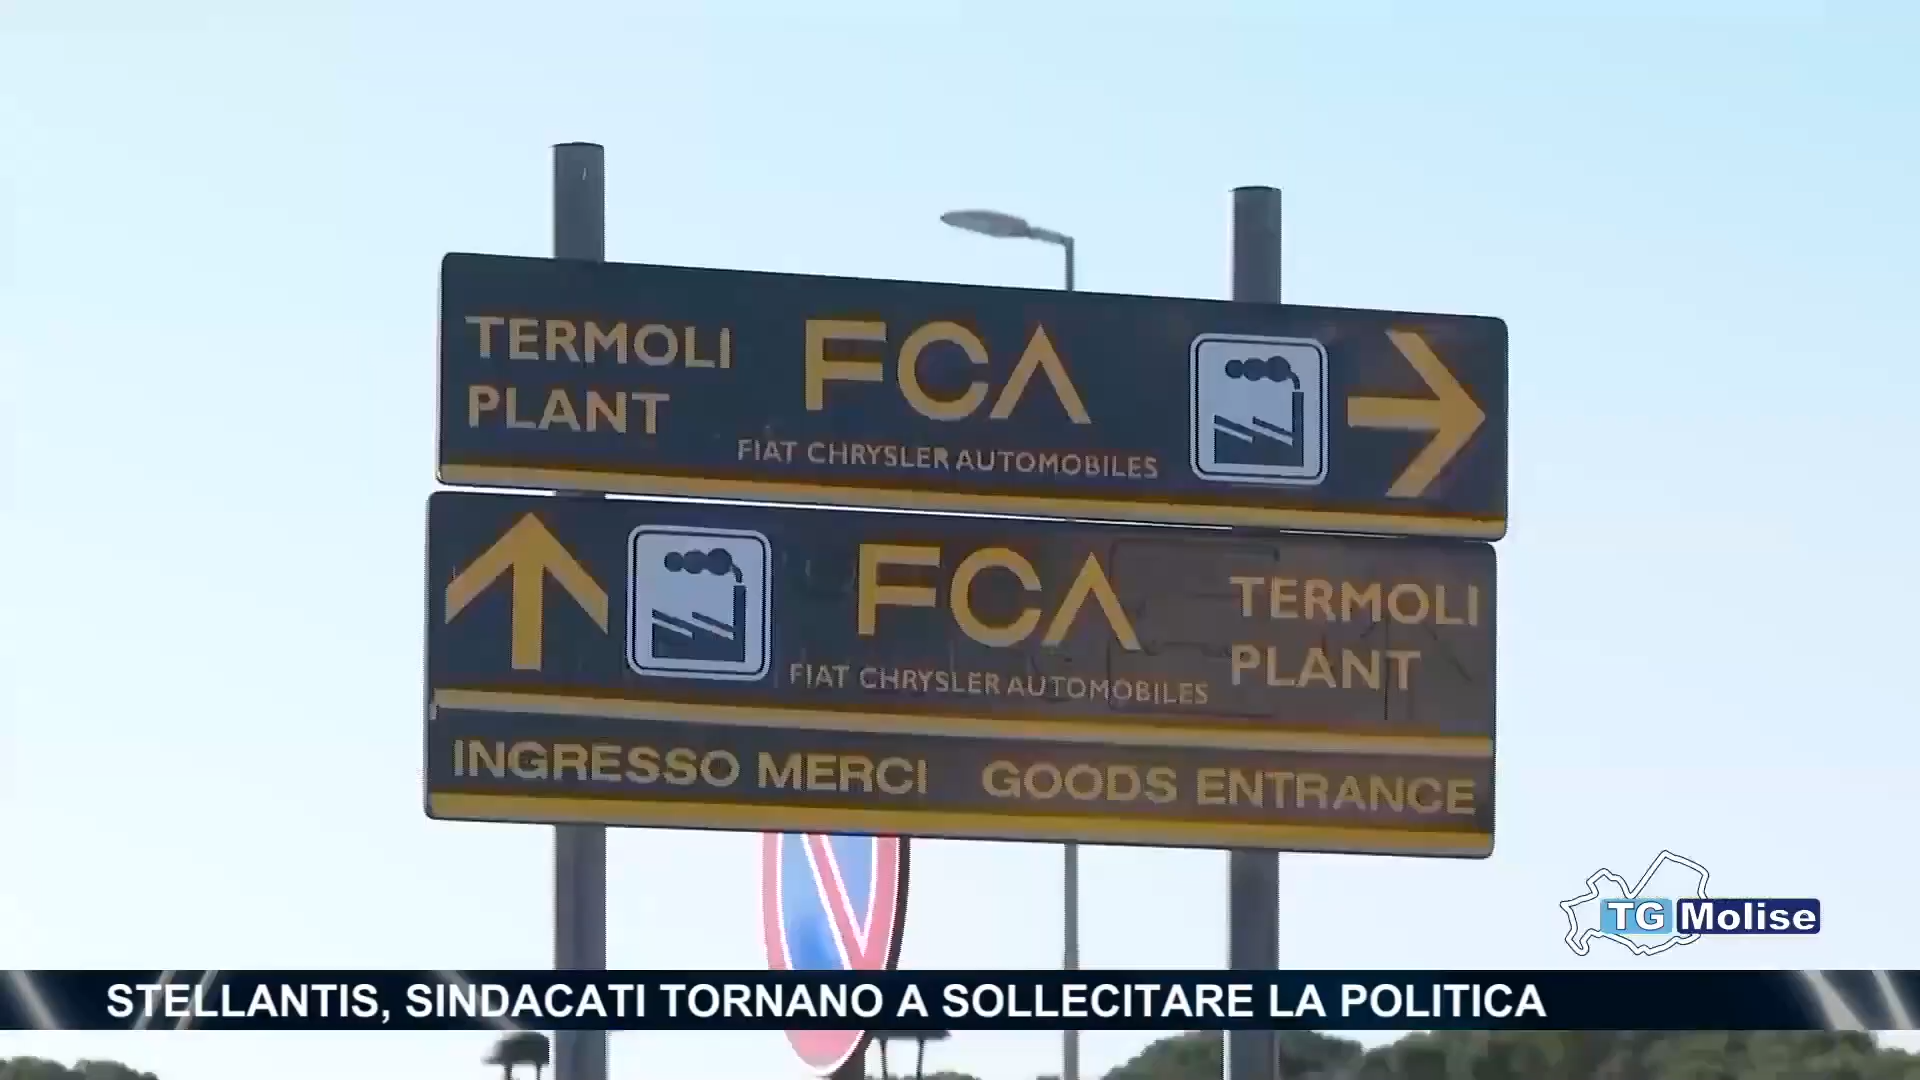 TERMOLI
PLANT
FCA
FIAT CHRYSLER AUTOMOBILES
FCA
FIAT CHRYSLER AUTOMOBILES
TERMOLI
PLANT
INGRESSO MERCI GOODS ENTRANCE
TG Molise
STELLANTIS, SINDACATI TORNANO A SOLLECITARE LA POLITICA